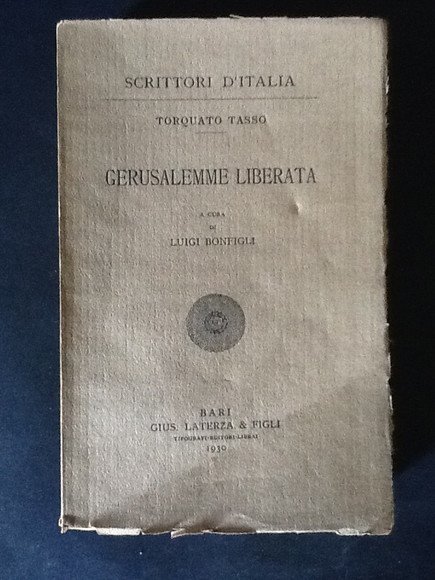 SCRITTORI D'ITALIA
TORQUATO TASSO
GERUSALEMME LIBERATA
A CURA
DI
LUIGI BONFIGLI
BARI
GIUS. LATERZA & FIGLI
TIPOGRAFI-EDITORI-LIBRAI
1930